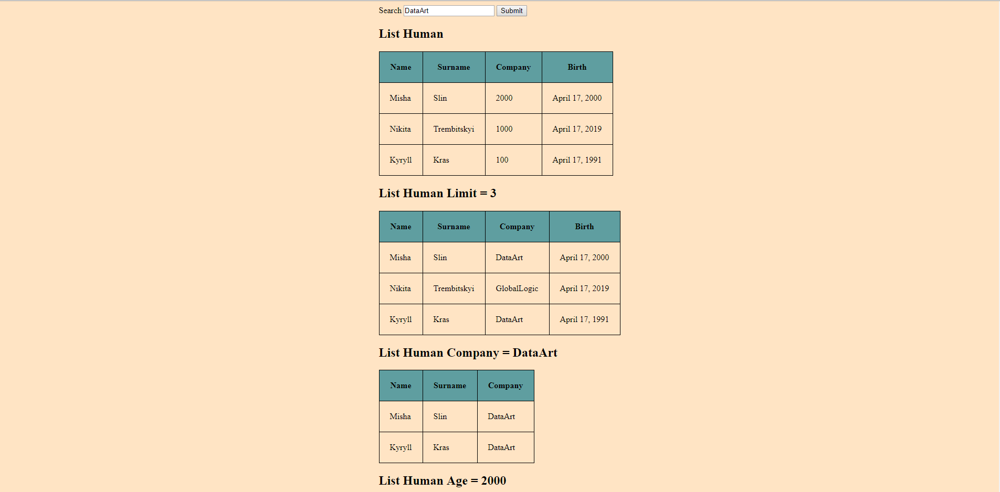 Search DataArt Submit
List Human
Name Surname Company Birth
Misha Slin 2000 April 17, 2000
Nikita Trembitskyi 1000 April 17, 2019
Kyryll Kras 100 April 17, 1991
List Human Limit = 3
Name Surname Company Birth
Misha Slin DataArt April 17, 2000
Nikita Trembitskyi GlobalLogic April 17, 2019
Kyryll Kras DataArt April 17, 1991
List Human Company = DataArt
Name Surname Company
Misha Slin DataArt
Kyryll Kras DataArt
List Human Age = 2000